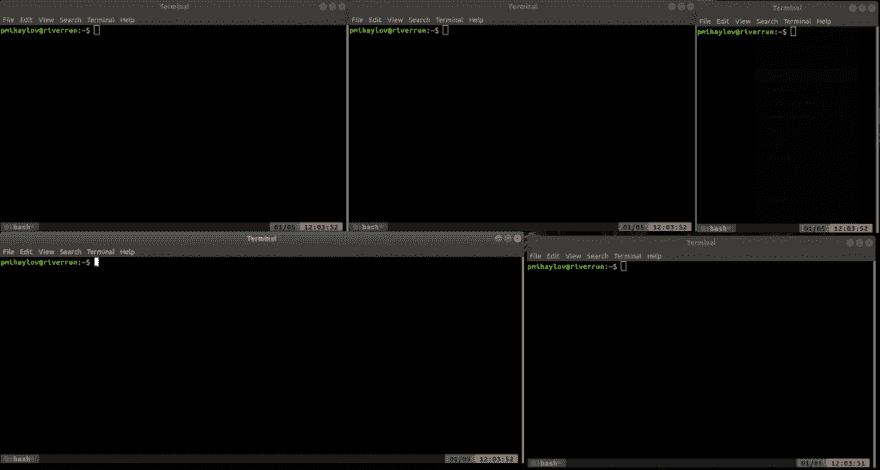 Terminal
File Edit View Search Terminal Help
pmihaylov@riverrun:~$
0:bash* 01/05 12:03:52
Terminal
File Edit View Search Terminal Help
pmihaylov@riverrun:~$
0:bash* 01/05 12:03:52
Terminal
File Edit View Search Terminal Help
pmihaylov@riverrun:~$
0:bash* 01/05 12:03:52
Terminal
File Edit View Search Terminal Help
pmihaylov@riverrun:~$
0:bash* 01/05 12:03:52
Terminal
File Edit View Search Terminal Help
pmihaylov@riverrun:~$
0:bash* 01/05 12:03:51